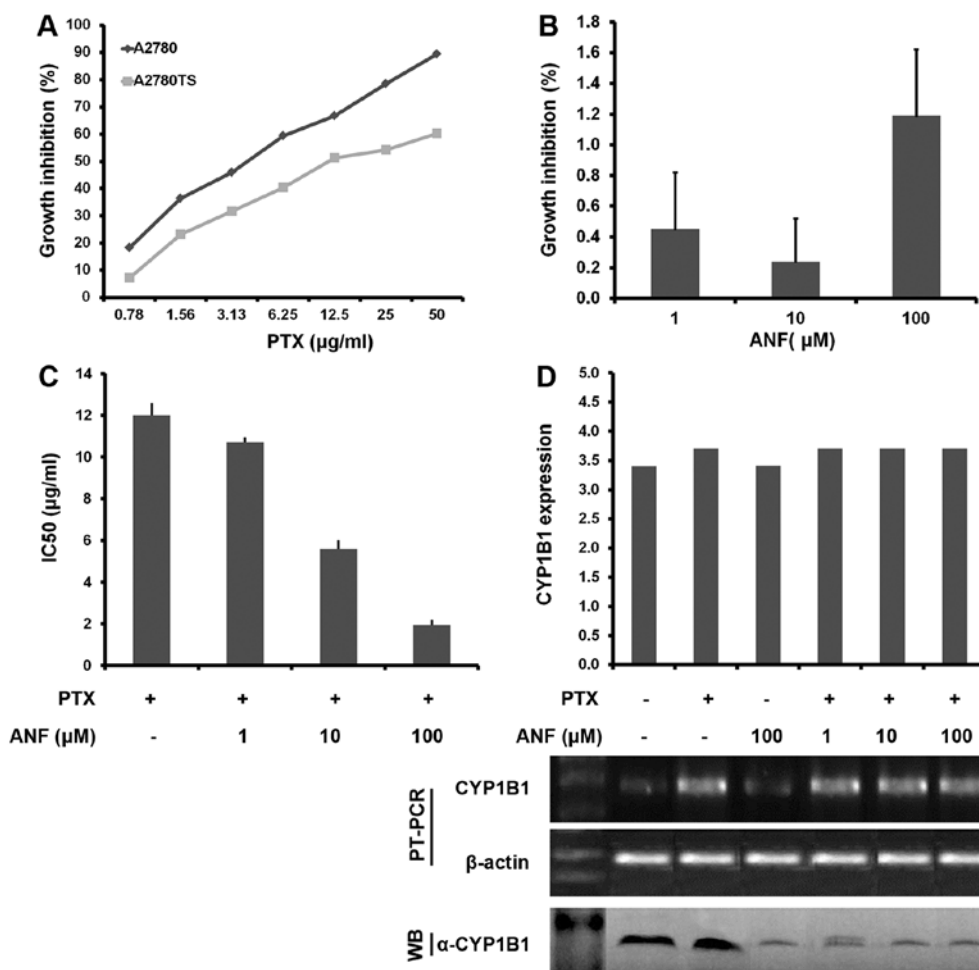 A
A2780
A2780TS
Growth inhibition (%)
100
90
80
70
60
50
40
30
20
10
0
0.78 1.56 3.13 6.25 12.5 25 50
PTX (µg/ml)
B
Growth inhibition (%)
1.8
1.6
1.4
1.2
1.0
0.8
0.6
0.4
0.2
0.0
1 10 100
ANF( µM)
C
IC50 (µg/ml)
14
12
10
8
6
4
2
0
PTX + + + +
ANF (µM) - 1 10 100
D
CYP1B1 expression
5.0
4.5
4.0
3.5
3.0
2.5
2.0
1.5
1.0
0.5
0.0
PTX - + - + + +
ANF (µM) - - 100 1 10 100
PT-PCR
CYP1B1
β-actin
WB
α-CYP1B1